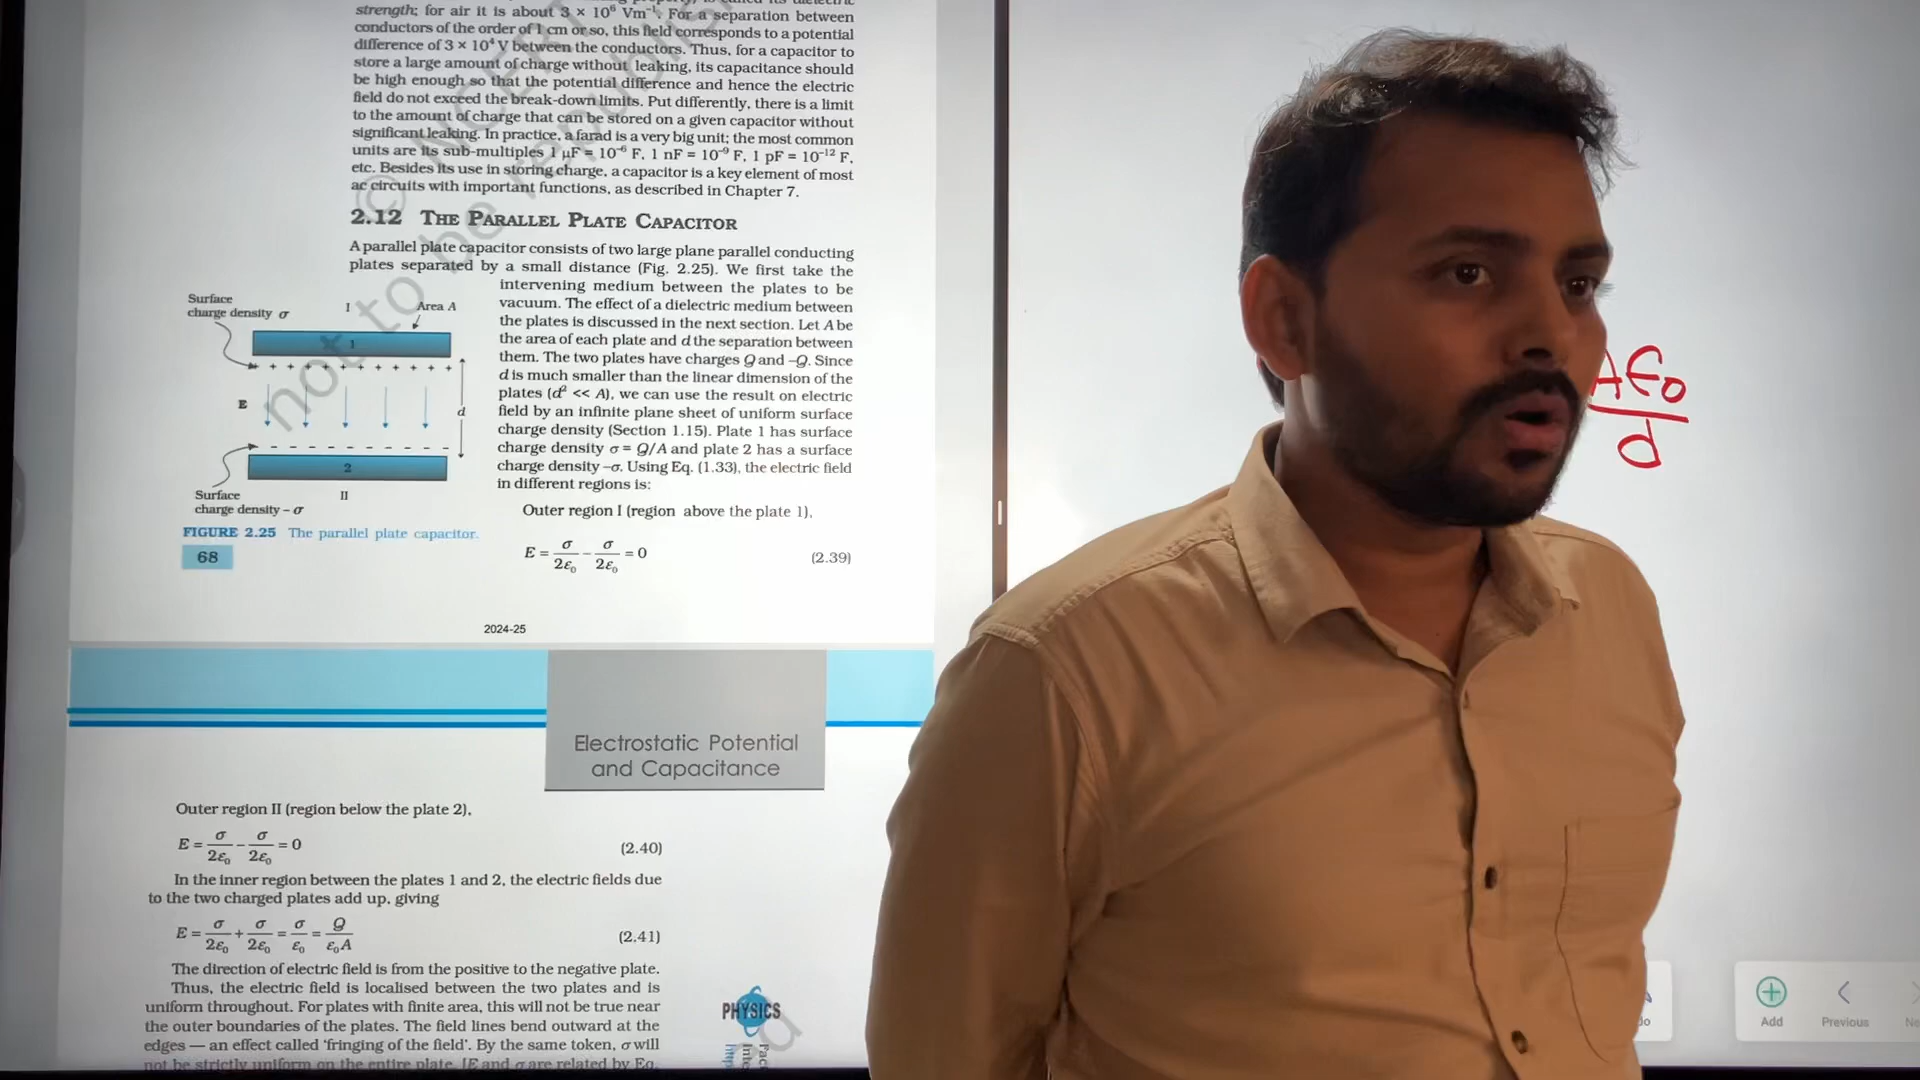 strength; for air it is about 3 × 10⁶ Vm⁻¹. For a separation between
conductors of the order of 1 cm or so, this field corresponds to a potential
difference of 3 × 10⁴ V between the conductors. Thus, for a capacitor to
store a large amount of charge without leaking, its capacitance should
be high enough so that the potential difference and hence the electric
field do not exceed the break-down limits. Put differently, there is a limit
to the amount of charge that can be stored on a given capacitor without
significant leaking. In practice, a farad is a very big unit; the most common
units are its sub-multiples 1 μF = 10⁻⁶ F, 1 nF = 10⁻⁹ F, 1 pF = 10⁻¹² F,
etc. Besides its use in storing charge, a capacitor is a key element of most
ac circuits with important functions, as described in Chapter 7.
2.12 THE PARALLEL PLATE CAPACITOR
A parallel plate capacitor consists of two large plane parallel conducting
plates separated by a small distance (Fig. 2.25). We first take the
intervening medium between the plates to be
vacuum. The effect of a dielectric medium between
the plates is discussed in the next section. Let A be
the area of each plate and d the separation between
them. The two plates have charges Q and –Q. Since
d is much smaller than the linear dimension of the
plates (d² << A), we can use the result on electric
field by an infinite plane sheet of uniform surface
charge density (Section 1.15). Plate 1 has surface
charge density σ = Q/A and plate 2 has a surface
charge density –σ. Using Eq. (1.33), the electric field
in different regions is:
Surface
charge density σ
I
Area A
1
+ + + + + + + + + +
E
d
2
Surface
charge density – σ
II
FIGURE 2.25 The parallel plate capacitor.
68
Outer region I (region above the plate 1),
E = σ/2ε₀ − σ/2ε₀ = 0 (2.39)
2024-25
Electrostatic Potential
and Capacitance
Outer region II (region below the plate 2),
E = σ/2ε₀ − σ/2ε₀ = 0 (2.40)
In the inner region between the plates 1 and 2, the electric fields due
to the two charged plates add up, giving
E = σ/2ε₀ + σ/2ε₀ = σ/ε₀ = Q/ε₀A (2.41)
The direction of electric field is from the positive to the negative plate.
Thus, the electric field is localised between the two plates and is
uniform throughout. For plates with finite area, this will not be true near
the outer boundaries of the plates. The field lines bend outward at the
edges — an effect called 'fringing of the field'. By the same token, σ will
not be strictly uniform on the entire plate. [E and σ are related by Eq.
PHYSICS
© NCERT
not to be republish
A∈₀
d
Add
Previous